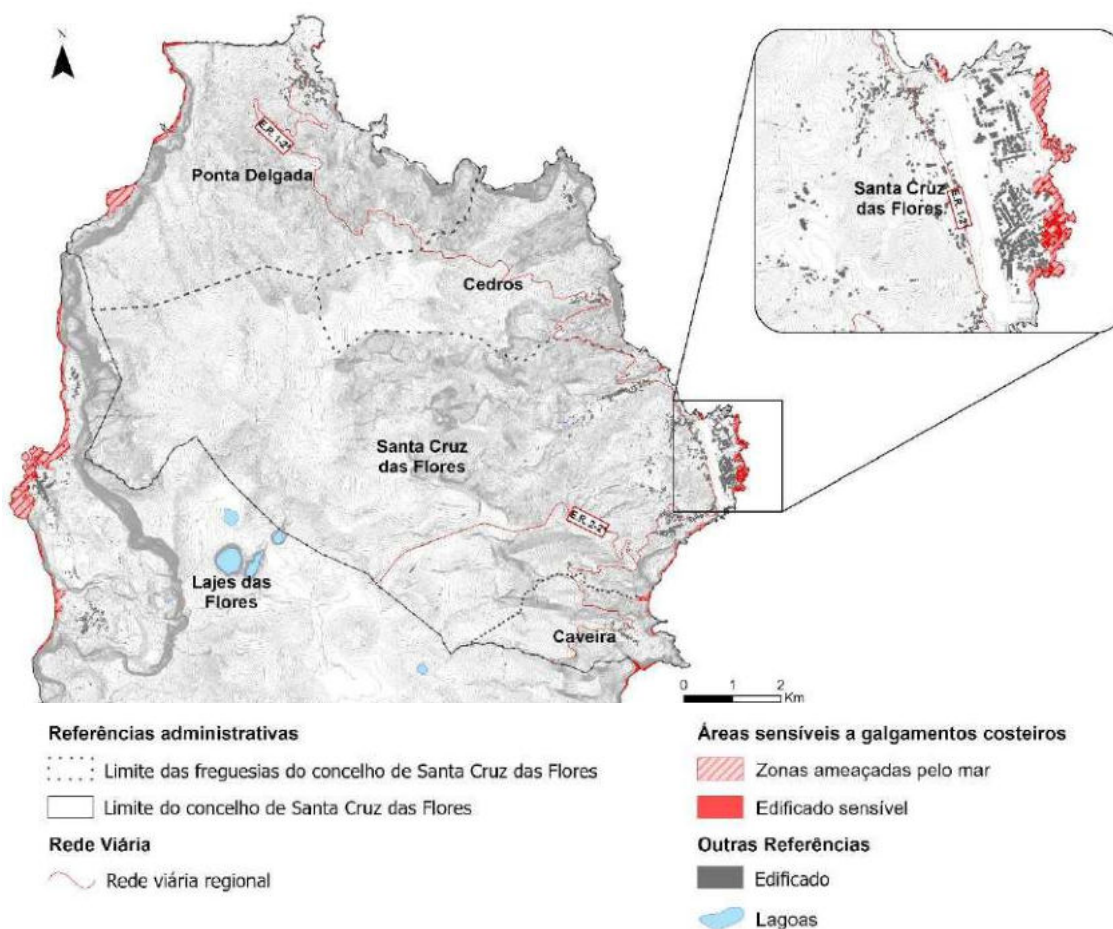 N
E.R. 1-2ª
Ponta Delgada
Cedros
Santa Cruz
das Flores
E.R. 2-2ª
Lajes das
Flores
Caveira
Santa Cruz
das Flores
E.R. 1-2ª
0 1 2
Km
Referências administrativas
Limite das freguesias do concelho de Santa Cruz das Flores
Limite do concelho de Santa Cruz das Flores
Rede Viária
Rede viária regional
Áreas sensíveis a galgamentos costeiros
Zonas ameaçadas pelo mar
Edificado sensível
Outras Referências
Edificado
Lagoas